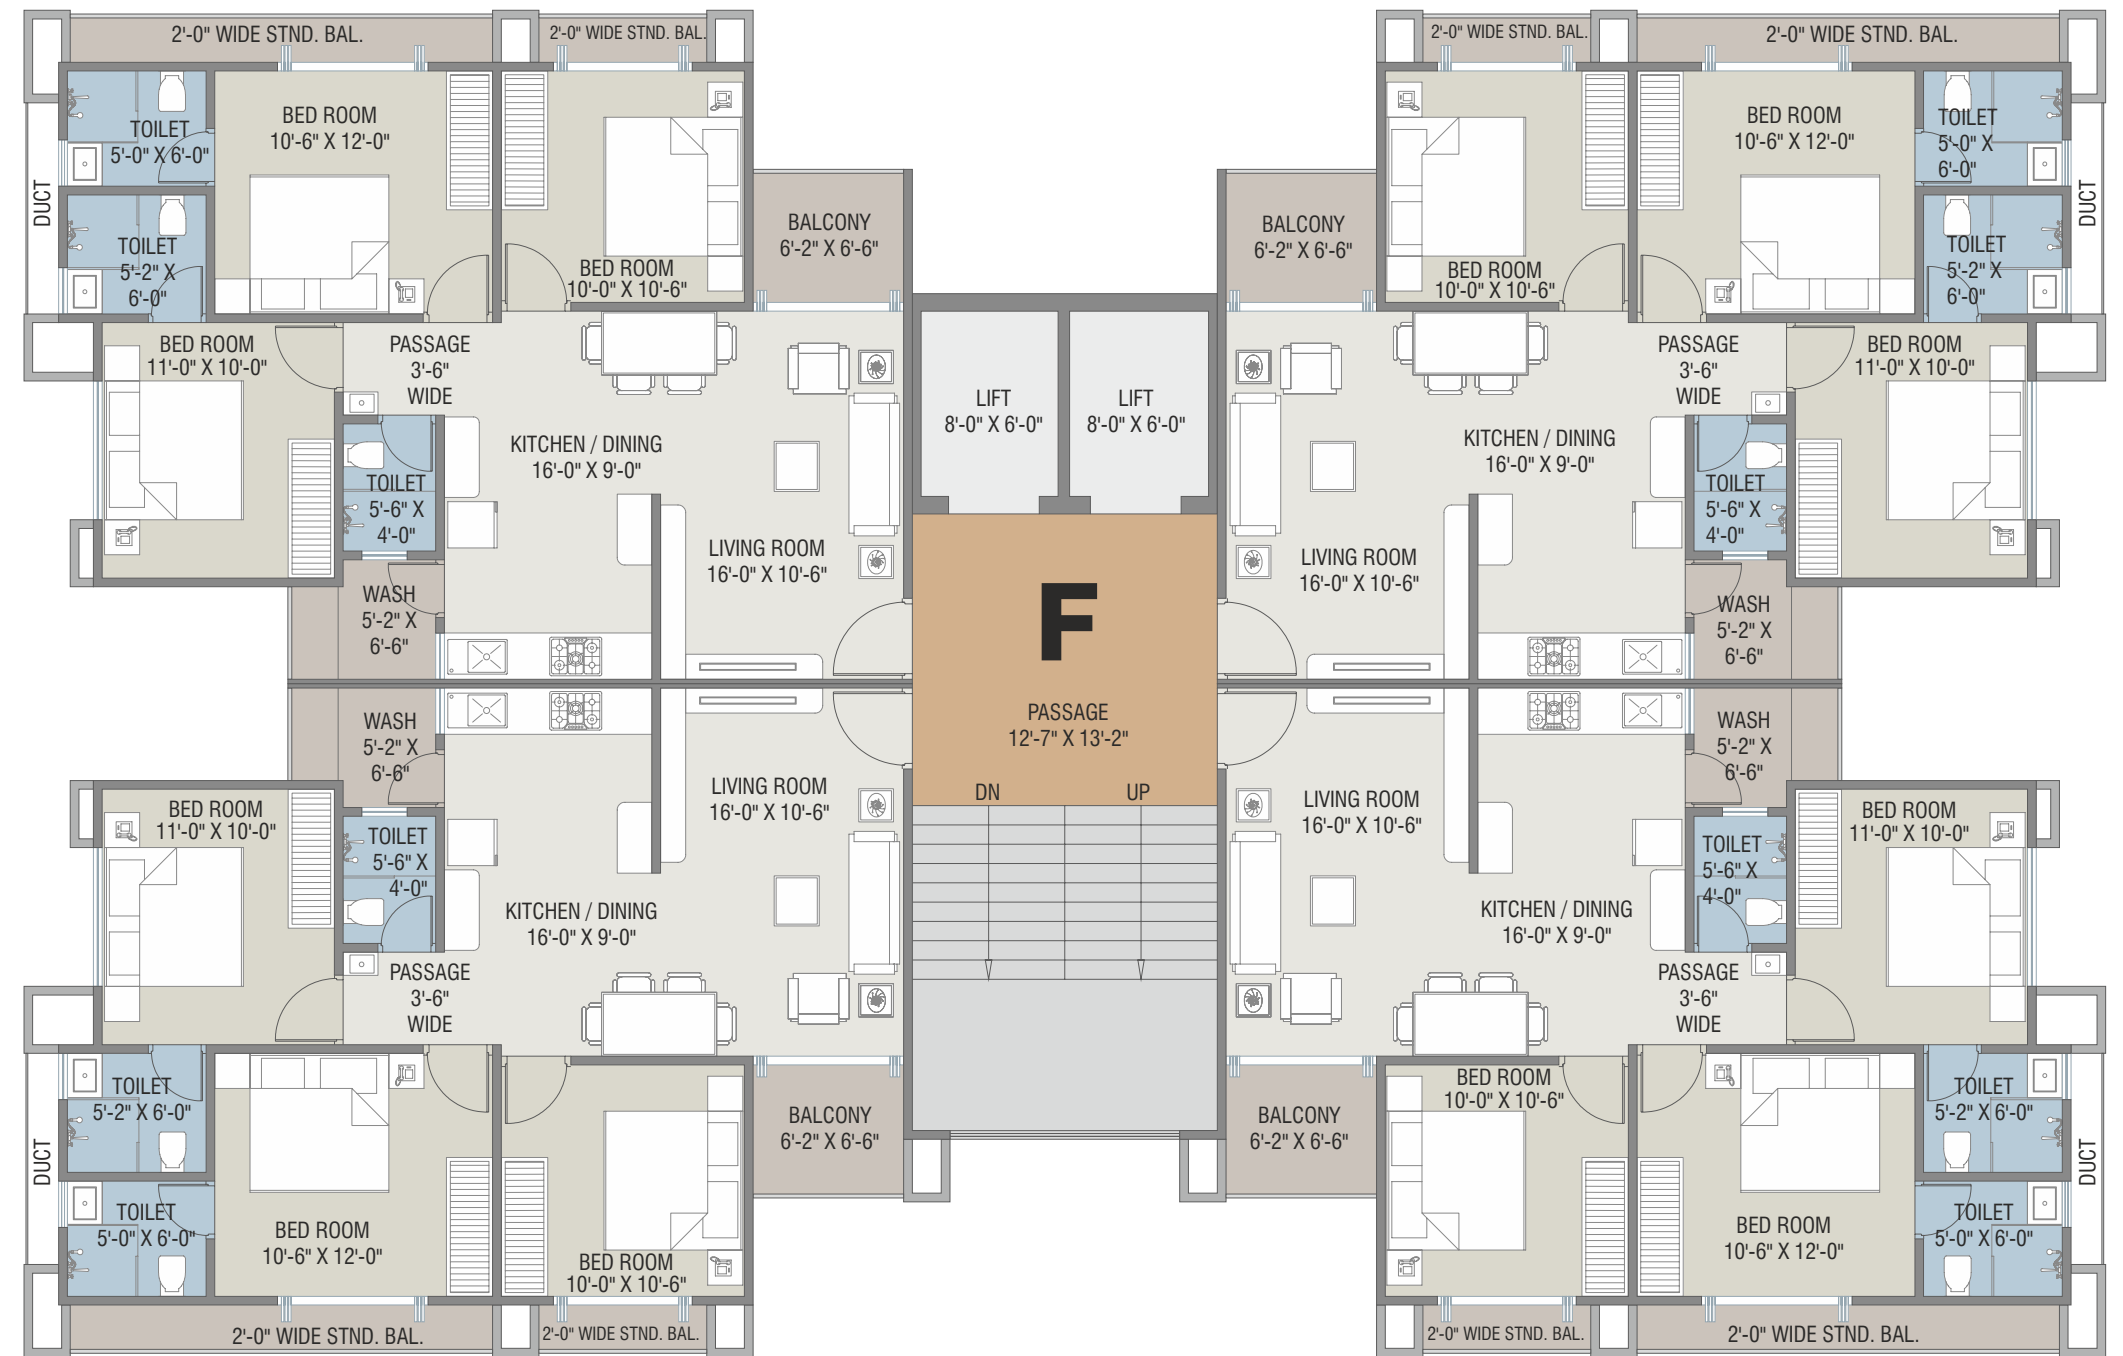 2'-0" WIDE STND. BAL.
2'-0" WIDE STND. BAL.
2'-0" WIDE STND. BAL.
2'-0" WIDE STND. BAL.
TOILET
5'-0" X 6'-0"
BED ROOM
10'-6" X 12'-0"
BED ROOM
10'-0" X 10'-6"
BALCONY
6'-2" X 6'-6"
BALCONY
6'-2" X 6'-6"
BED ROOM
10'-0" X 10'-6"
BED ROOM
10'-6" X 12'-0"
TOILET
5'-0" X
6'-0"
DUCT
TOILET
5'-2" X
6'-0"
TOILET
5'-2" X
6'-0"
DUCT
BED ROOM
11'-0" X 10'-0"
PASSAGE
3'-6"
WIDE
LIFT
8'-0" X 6'-0"
LIFT
8'-0" X 6'-0"
PASSAGE
3'-6"
WIDE
BED ROOM
11'-0" X 10'-0"
TOILET
5'-6" X
4'-0"
KITCHEN / DINING
16'-0" X 9'-0"
LIVING ROOM
16'-0" X 10'-6"
LIVING ROOM
16'-0" X 10'-6"
KITCHEN / DINING
16'-0" X 9'-0"
TOILET
5'-6" X
4'-0"
WASH
5'-2" X
6'-6"
F
WASH
5'-2" X
6'-6"
WASH
5'-2" X
6'-6"
PASSAGE
12'-7" X 13'-2"
WASH
5'-2" X
6'-6"
BED ROOM
11'-0" X 10'-0"
TOILET
5'-6" X
4'-0"
LIVING ROOM
16'-0" X 10'-6"
DN
UP
LIVING ROOM
16'-0" X 10'-6"
TOILET
5'-6" X
4'-0"
BED ROOM
11'-0" X 10'-0"
KITCHEN / DINING
16'-0" X 9'-0"
KITCHEN / DINING
16'-0" X 9'-0"
PASSAGE
3'-6"
WIDE
PASSAGE
3'-6"
WIDE
TOILET
5'-2" X 6'-0"
BALCONY
6'-2" X 6'-6"
BALCONY
6'-2" X 6'-6"
BED ROOM
10'-0" X 10'-6"
TOILET
5'-2" X 6'-0"
DUCT
DUCT
TOILET
5'-0" X 6'-0"
BED ROOM
10'-6" X 12'-0"
BED ROOM
10'-0" X 10'-6"
BED ROOM
10'-6" X 12'-0"
TOILET
5'-0" X 6'-0"
2'-0" WIDE STND. BAL.
2'-0" WIDE STND. BAL.
2'-0" WIDE STND. BAL.
2'-0" WIDE STND. BAL.